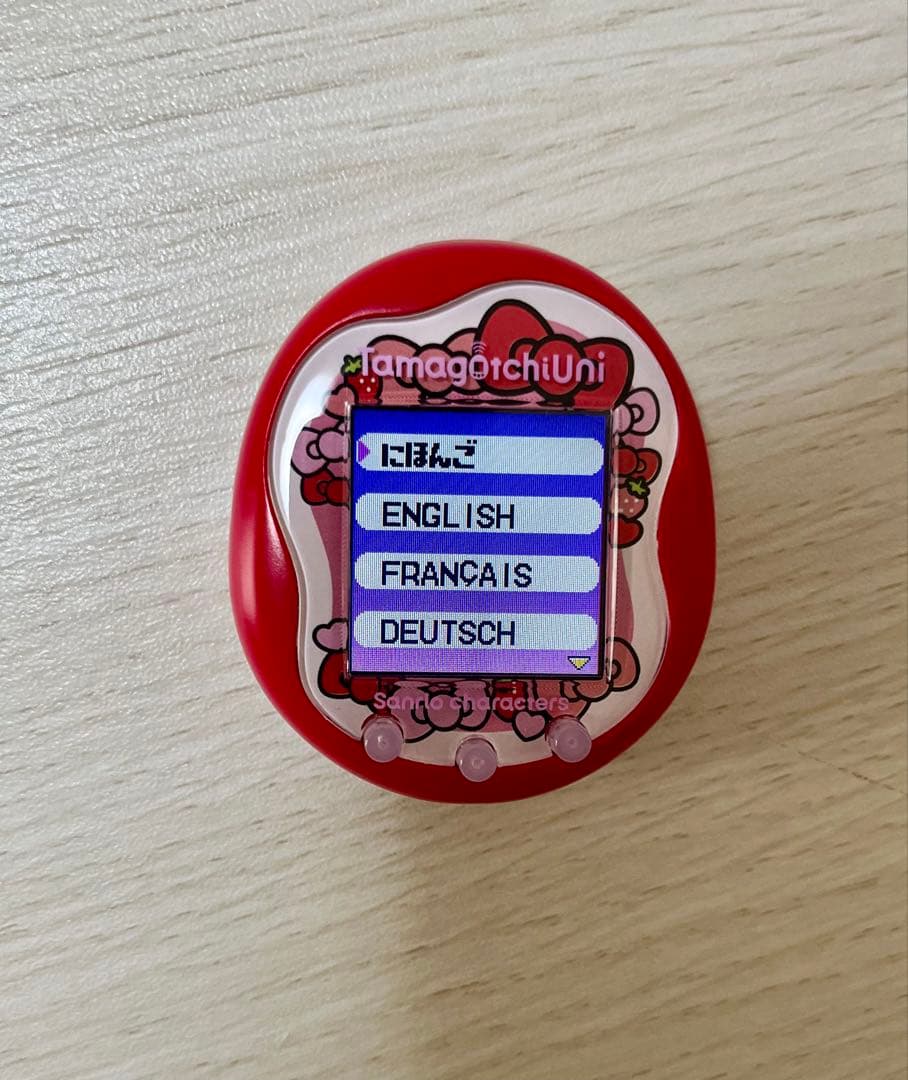 TamagotchiUni
にほんご
ENGLISH
FRANÇAIS
DEUTSCH
Sanrio characters